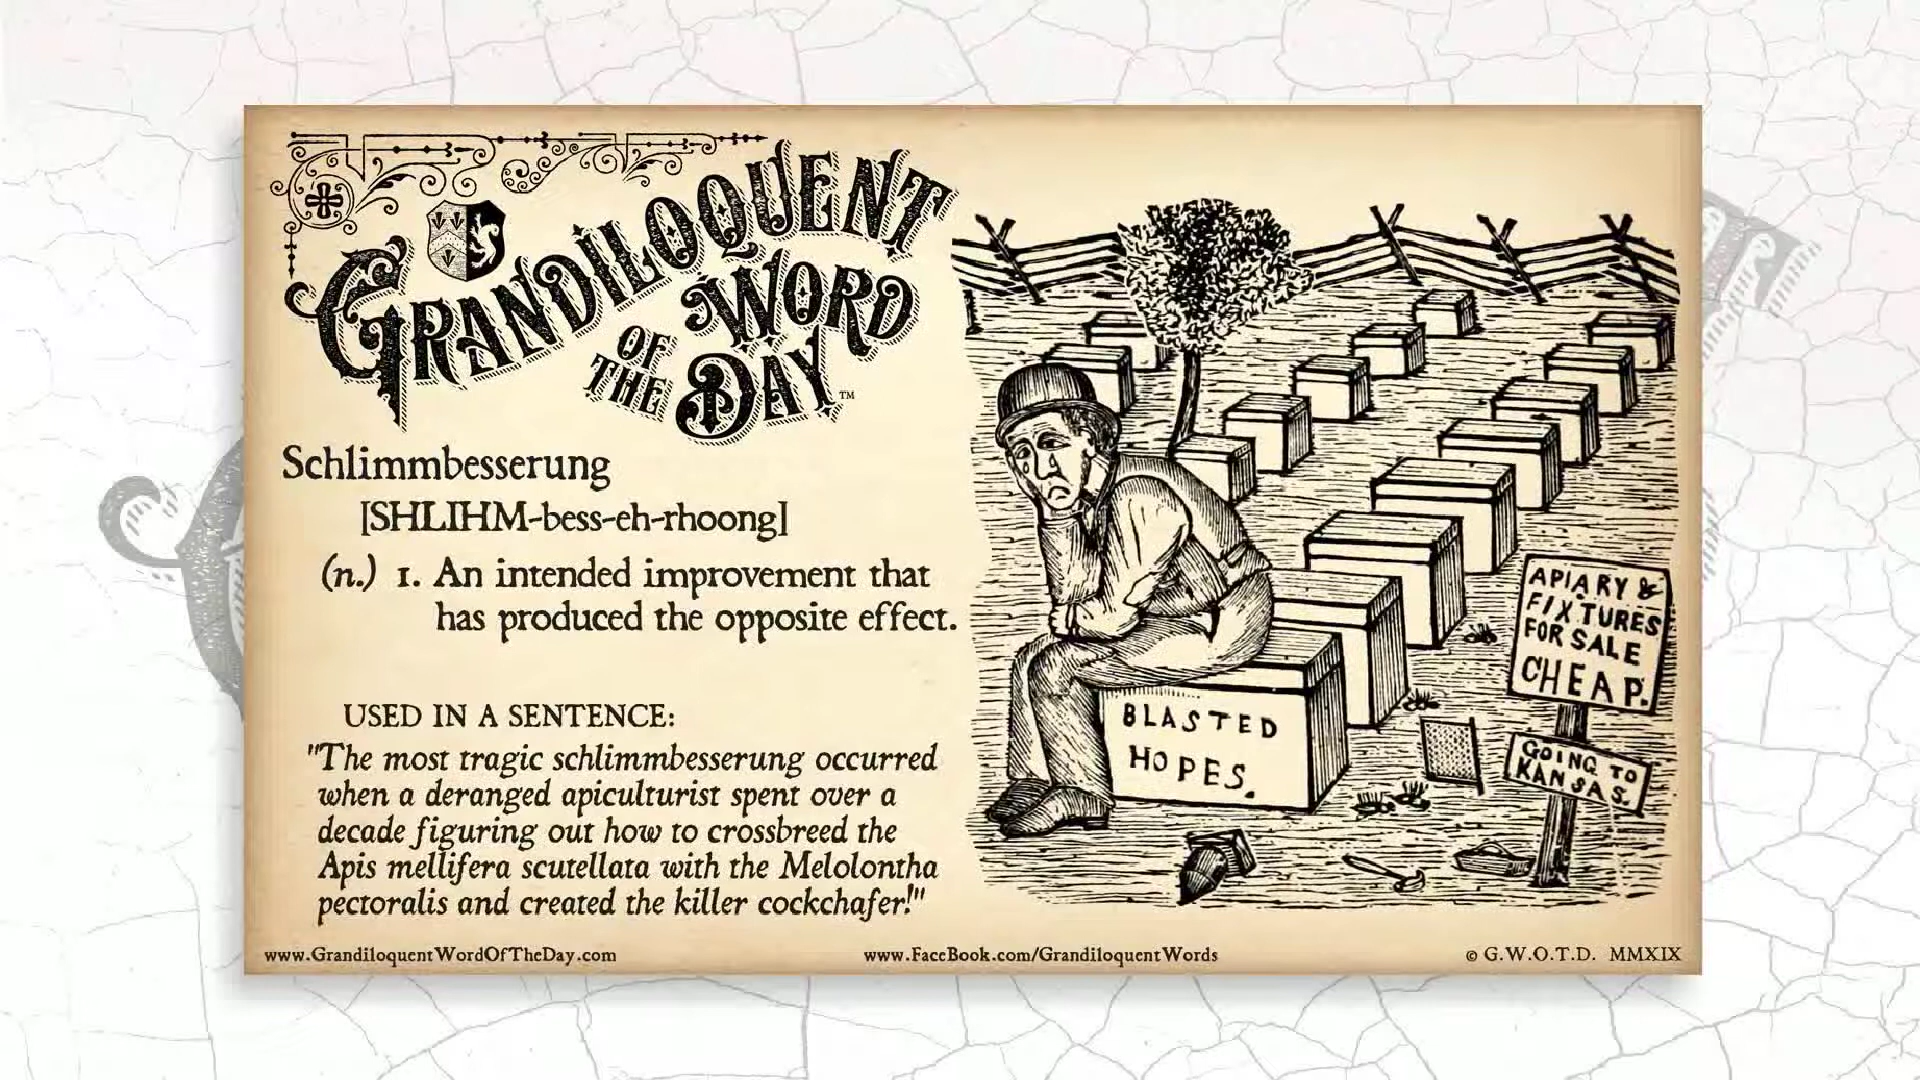 GRANDILOQUENT
WORD
OF
THE
DAY™
Schlimmbesserung
[SHLIHM-bess-eh-rhoong]
(n.) 1. An intended improvement that
has produced the opposite effect.
USED IN A SENTENCE:
"The most tragic schlimmbesserung occurred
when a deranged apiculturist spent over a
decade figuring out how to crossbreed the
Apis mellifera scutellata with the Melolontha
pectoralis and created the killer cockchafer!"
BLASTED
HOPES.
APIARY &
FIXTURES
FOR SALE
CHEAP.
GOING TO
KANSAS.
www.GrandiloquentWordOfTheDay.com
www.FaceBook.com/GrandiloquentWords
© G.W.O.T.D. MMXIX